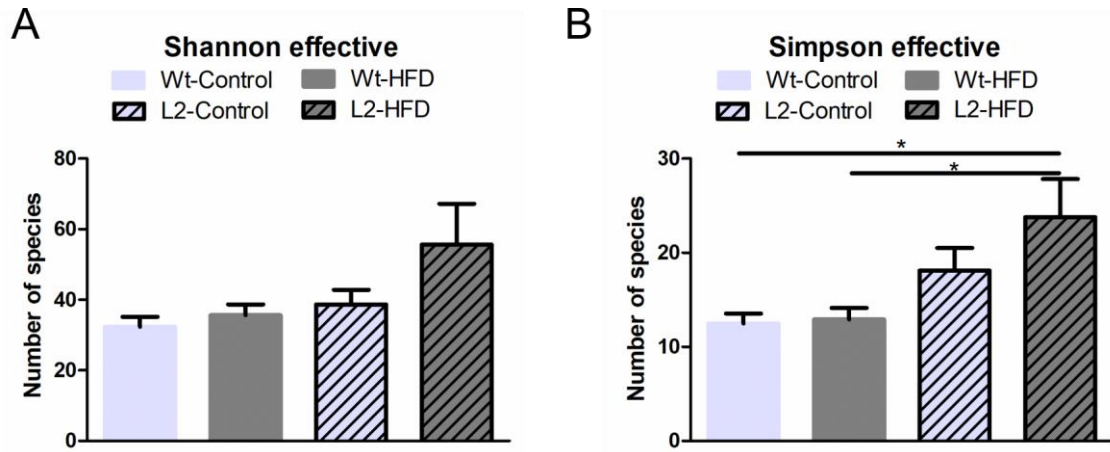 A
Shannon effective
Wt-Control Wt-HFD
L2-Control L2-HFD
Number of species
80
60
40
20
0
B
Simpson effective
Wt-Control Wt-HFD
L2-Control L2-HFD
Number of species
30
20
10
0
*
*